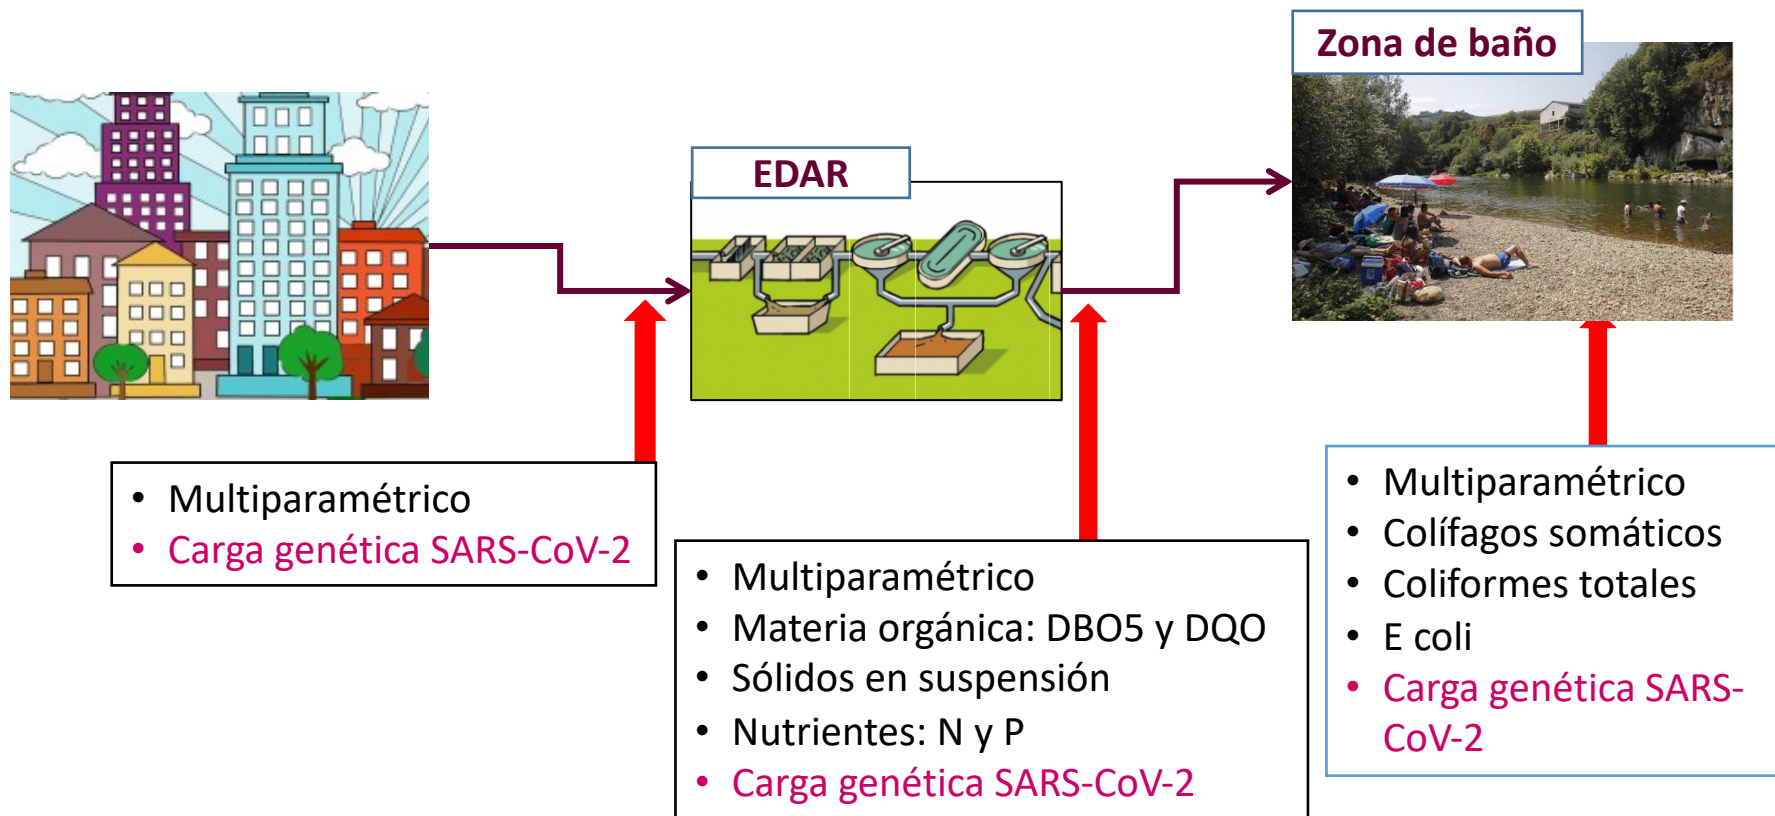 Zona de baño
EDAR
• Multiparamétrico
• Carga genética SARS-CoV-2
• Multiparamétrico
• Materia orgánica: DBO5 y DQO
• Sólidos en suspensión
• Nutrientes: N y P
• Carga genética SARS-CoV-2
• Multiparamétrico
• Colífagos somáticos
• Coliformes totales
• E coli
• Carga genética SARS-
CoV-2